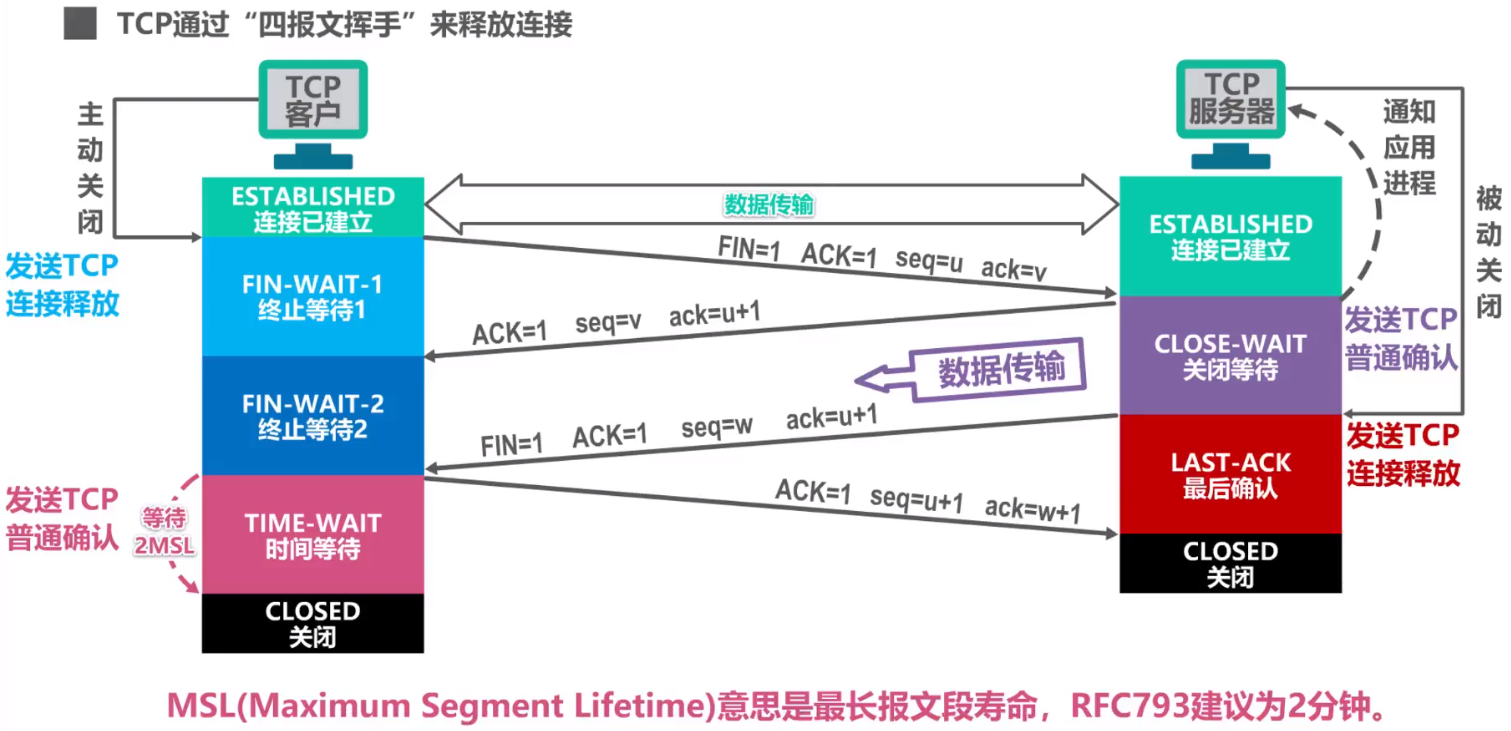 TCP通过“四报文挥手”来释放连接
TCP
客户
TCP
服务器
主
动
关
闭
通知
应用
进程
被
动
关
闭
ESTABLISHED
连接已建立
数据传输
ESTABLISHED
连接已建立
FIN=1 ACK=1 seq=u ack=v
发送TCP
连接释放
FIN-WAIT-1
终止等待1
ACK=1 seq=v ack=u+1
CLOSE-WAIT
关闭等待
发送TCP
普通确认
数据传输
FIN-WAIT-2
终止等待2
FIN=1 ACK=1 seq=w ack=u+1
LAST-ACK
最后确认
发送TCP
连接释放
发送TCP
普通确认
等待
2MSL
TIME-WAIT
时间等待
ACK=1 seq=u+1 ack=w+1
CLOSED
关闭
CLOSED
关闭
MSL(Maximum Segment Lifetime)意思是最长报文段寿命，RFC793建议为2分钟。